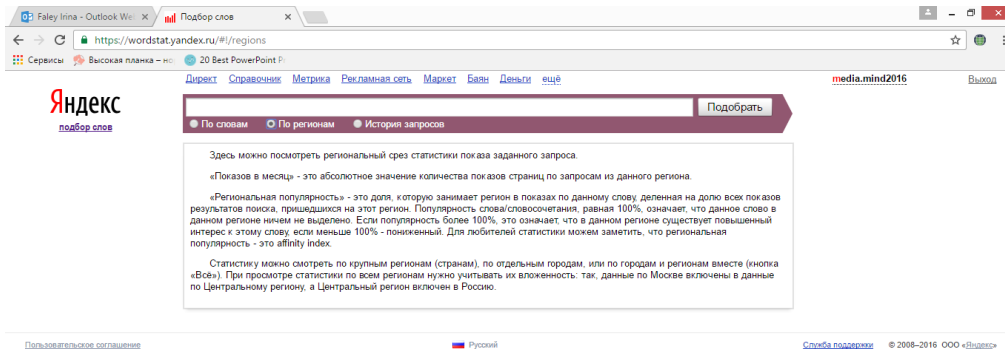 Faley Irina - Outlook We
Подбор слов
https://wordstat.yandex.ru/#!/regions
Сервисы Высокая планка – но 20 Best PowerPoint P
Директ Справочник Метрика Рекламная сеть Маркет Баян Деньги ещё media.mind2016 Выход
Яндекс
подбор слов
Подобрать
По словам По регионам История запросов
Здесь можно посмотреть региональный срез статистики показа заданного запроса.
«Показов в месяц» - это абсолютное значение количества показов страниц по запросам из данного региона.
«Региональная популярность» - это доля, которую занимает регион в показах по данному слову, деленная на долю всех показов
результатов поиска, пришедшихся на этот регион. Популярность слова/словосочетания, равная 100%, означает, что данное слово в
данном регионе ничем не выделено. Если популярность более 100%, это означает, что в данном регионе существует повышенный
интерес к этому слову, если меньше 100% - пониженный. Для любителей статистики можем заметить, что региональная
популярность - это affinity index.
Статистику можно смотреть по крупным регионам (странам), по отдельным городам, или по городам и регионам вместе (кнопка
«Всё»). При просмотре статистики по всем регионам нужно учитывать их вложенность: так, данные по Москве включены в данные
по Центральному региону, а Центральный регион включен в Россию.
Пользовательское соглашение Русский Служба поддержки © 2008–2016 ООО «Яндекс»